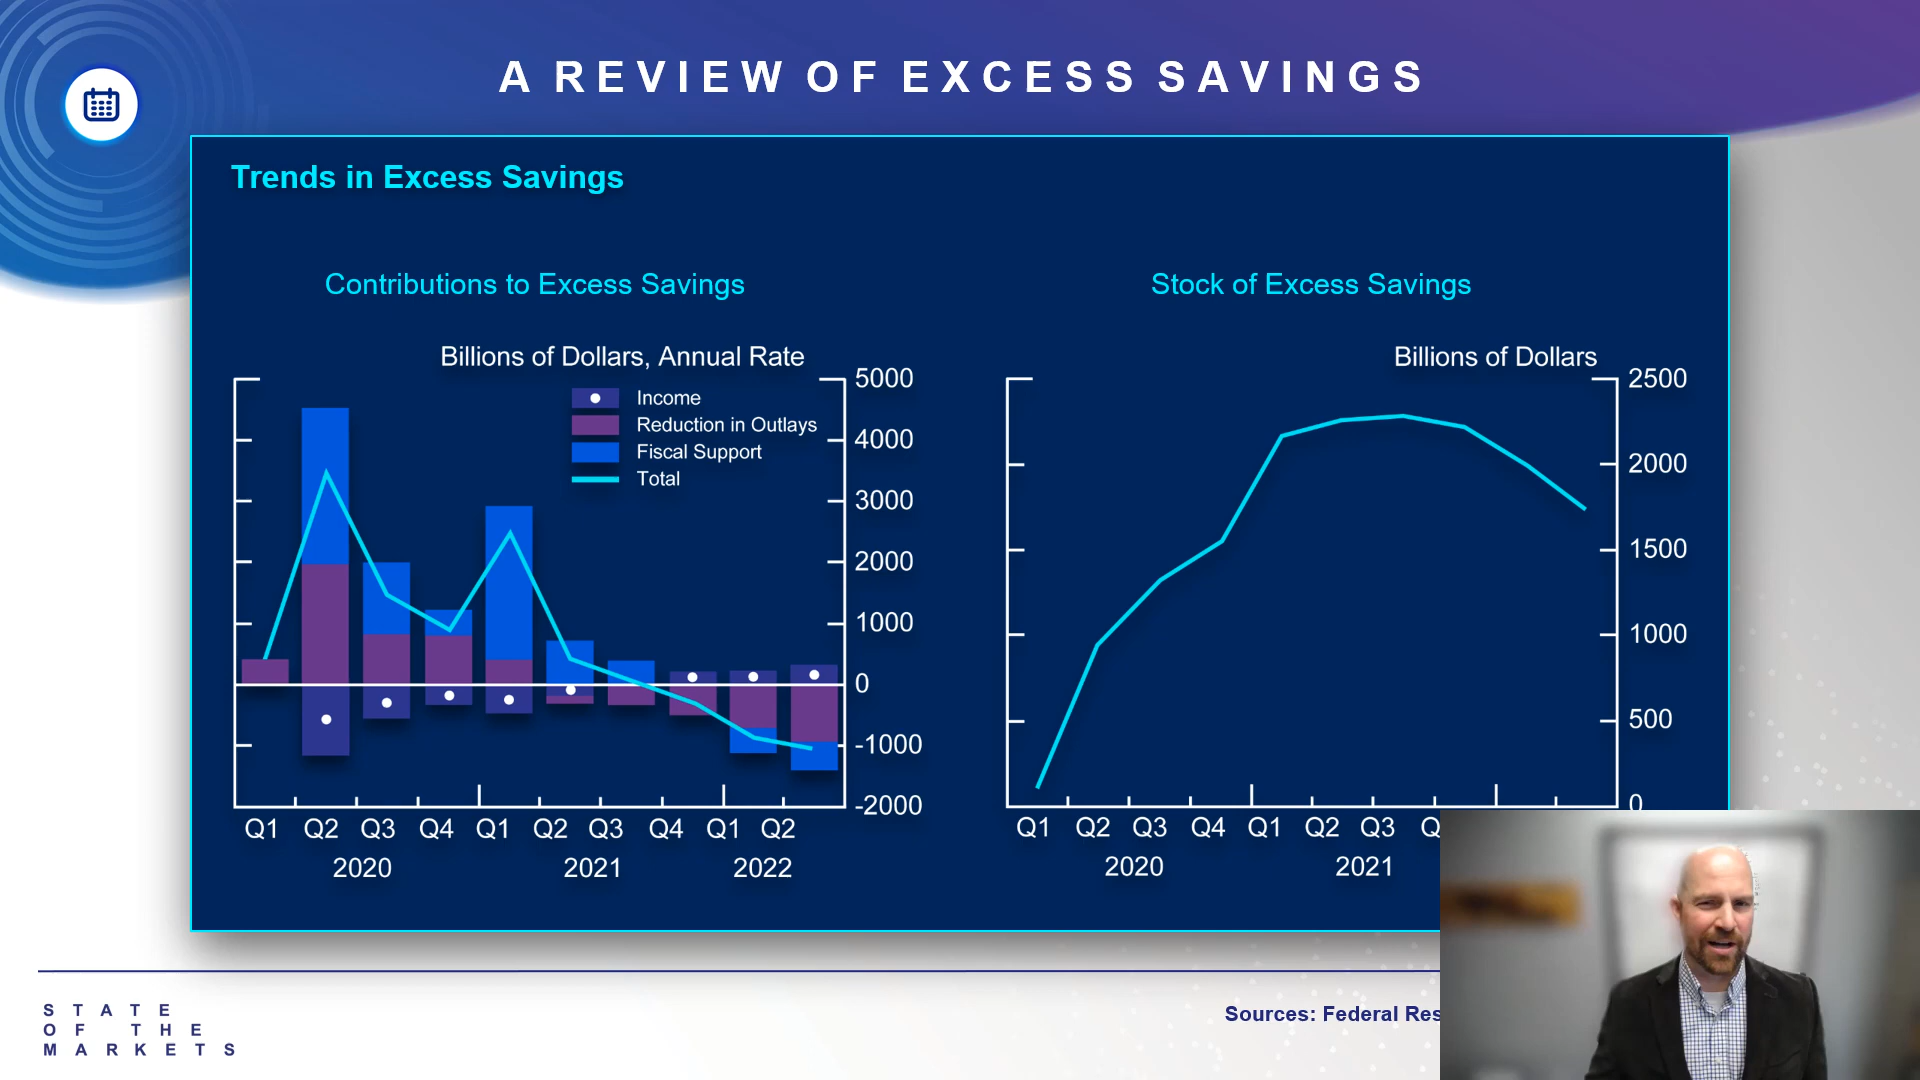 A REVIEW OF EXCESS SAVINGS
Trends in Excess Savings
Contributions to Excess Savings
Billions of Dollars, Annual Rate
Income
Reduction in Outlays
Fiscal Support
Total
5000
4000
3000
2000
1000
0
-1000
-2000
Q1 Q2 Q3 Q4 Q1 Q2 Q3 Q4 Q1 Q2
2020 2021 2022
Stock of Excess Savings
Billions of Dollars
2500
2000
1500
1000
500
0
Q1 Q2 Q3 Q4 Q1 Q2 Q3
2020 2021
STATE
OF THE
MARKETS
Sources: Federal